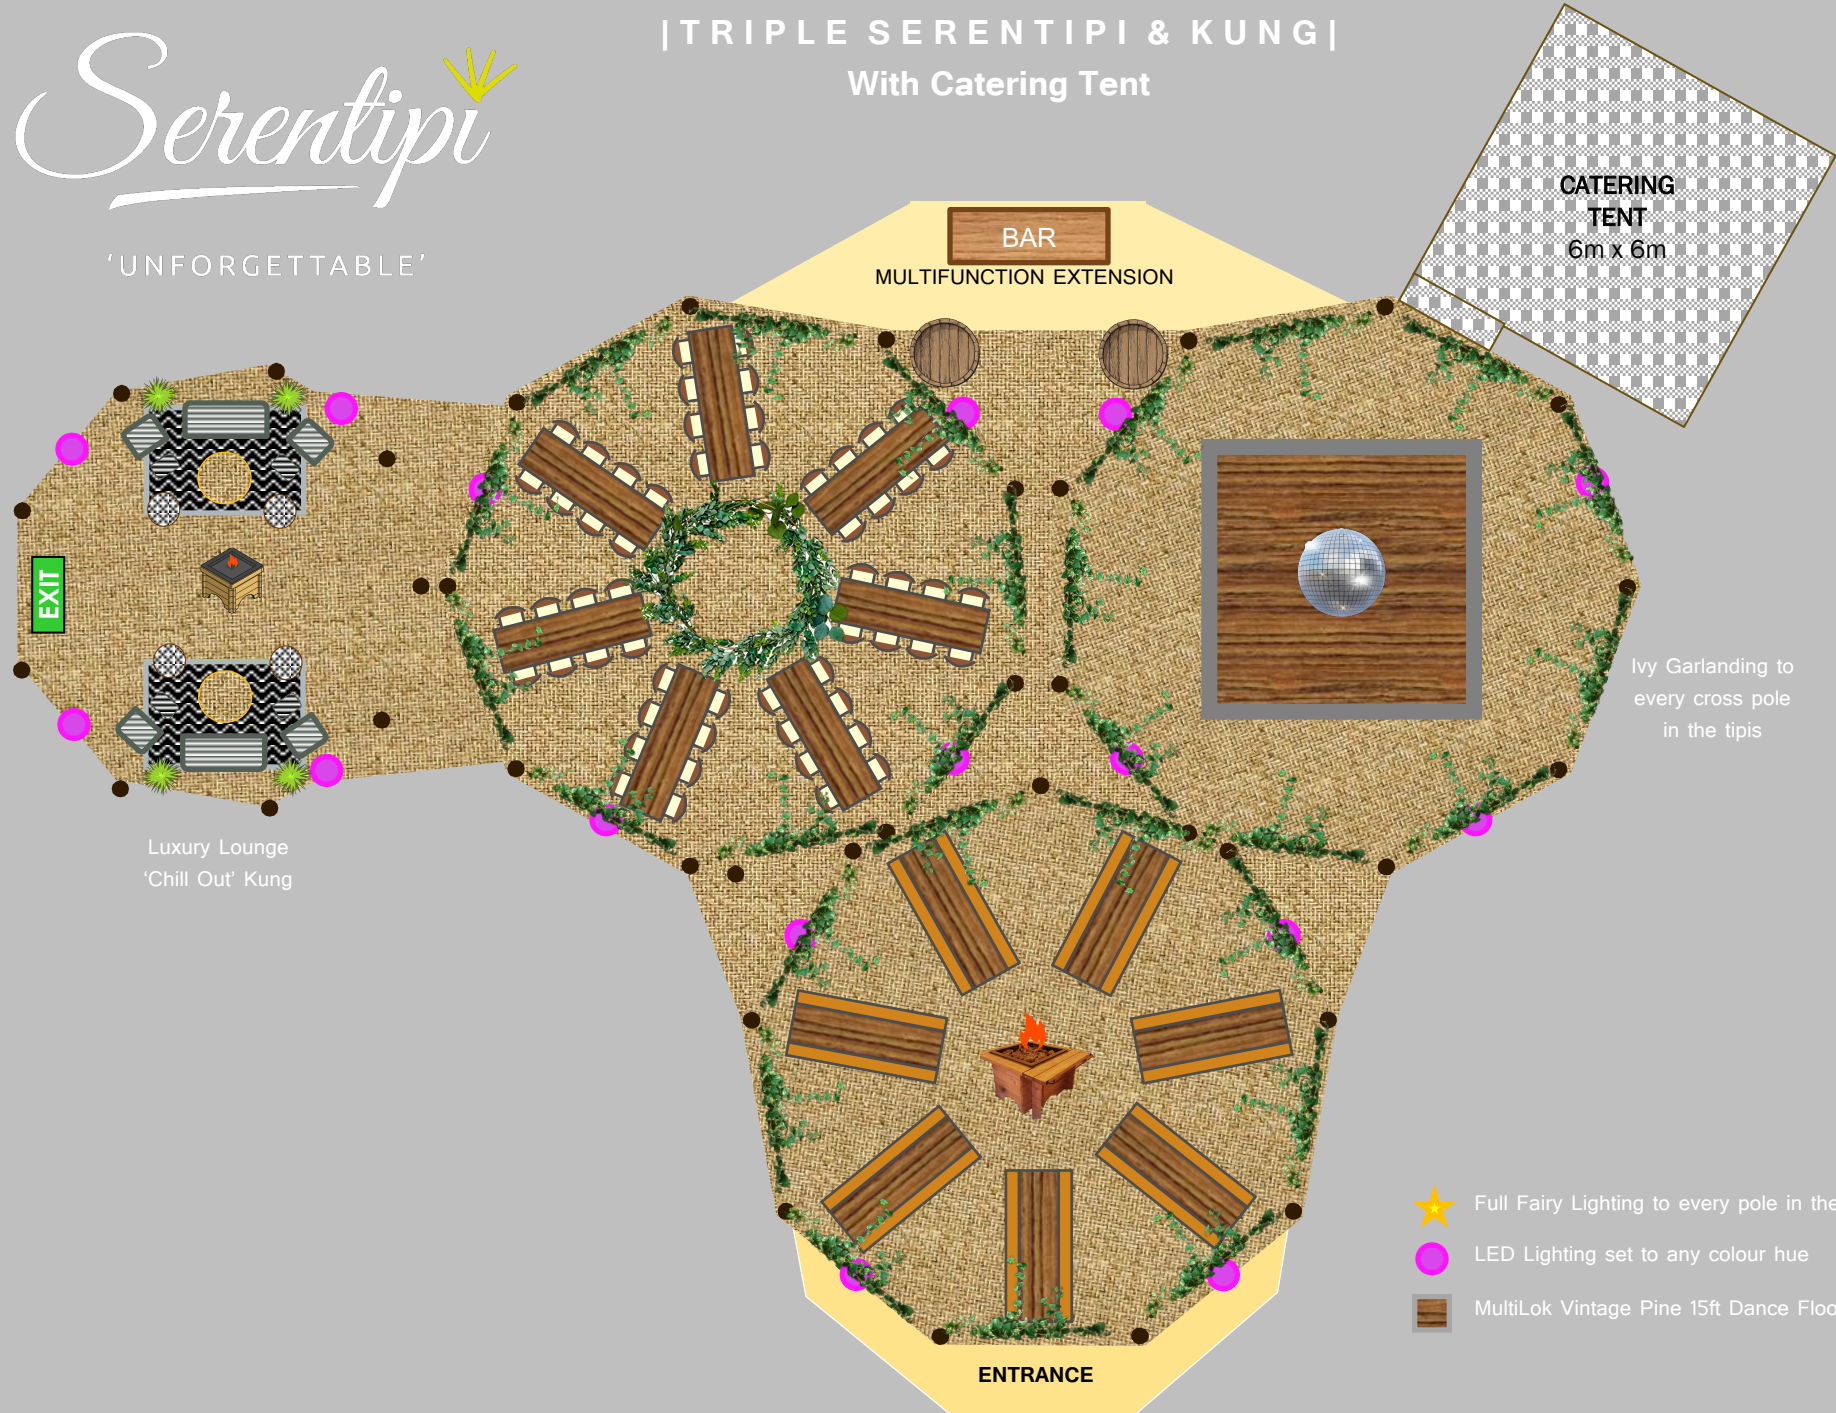 |TRIPLE SERENTIPI & KUNG|
With Catering Tent
Serentipi
‘UNFORGETTABLE’
CATERING
TENT
6m x 6m
BAR
MULTIFUNCTION EXTENSION
EXIT
Ivy Garlanding to
every cross pole
in the tipis
Luxury Lounge
‘Chill Out’ Kung
Full Fairy Lighting to every pole in the
LED Lighting set to any colour hue
MultiLok Vintage Pine 15ft Dance
ENTRANCE